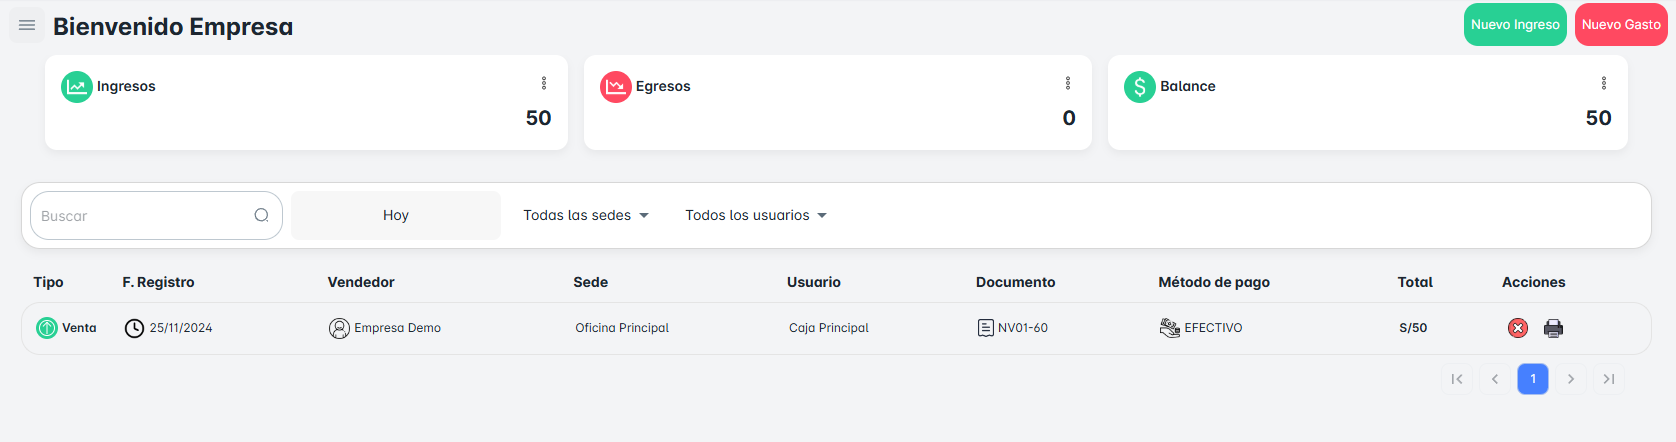 Bienvenido Empresa
Nuevo Ingreso
Nuevo Gasto
Ingresos
50
Egresos
0
Balance
50
Buscar
Hoy
Todas las sedes
Todos los usuarios
Tipo F. Registro Vendedor Sede Usuario Documento Método de pago Total Acciones
Venta 25/11/2024 Empresa Demo Oficina Principal Caja Principal NV01-60 EFECTIVO S/50
1